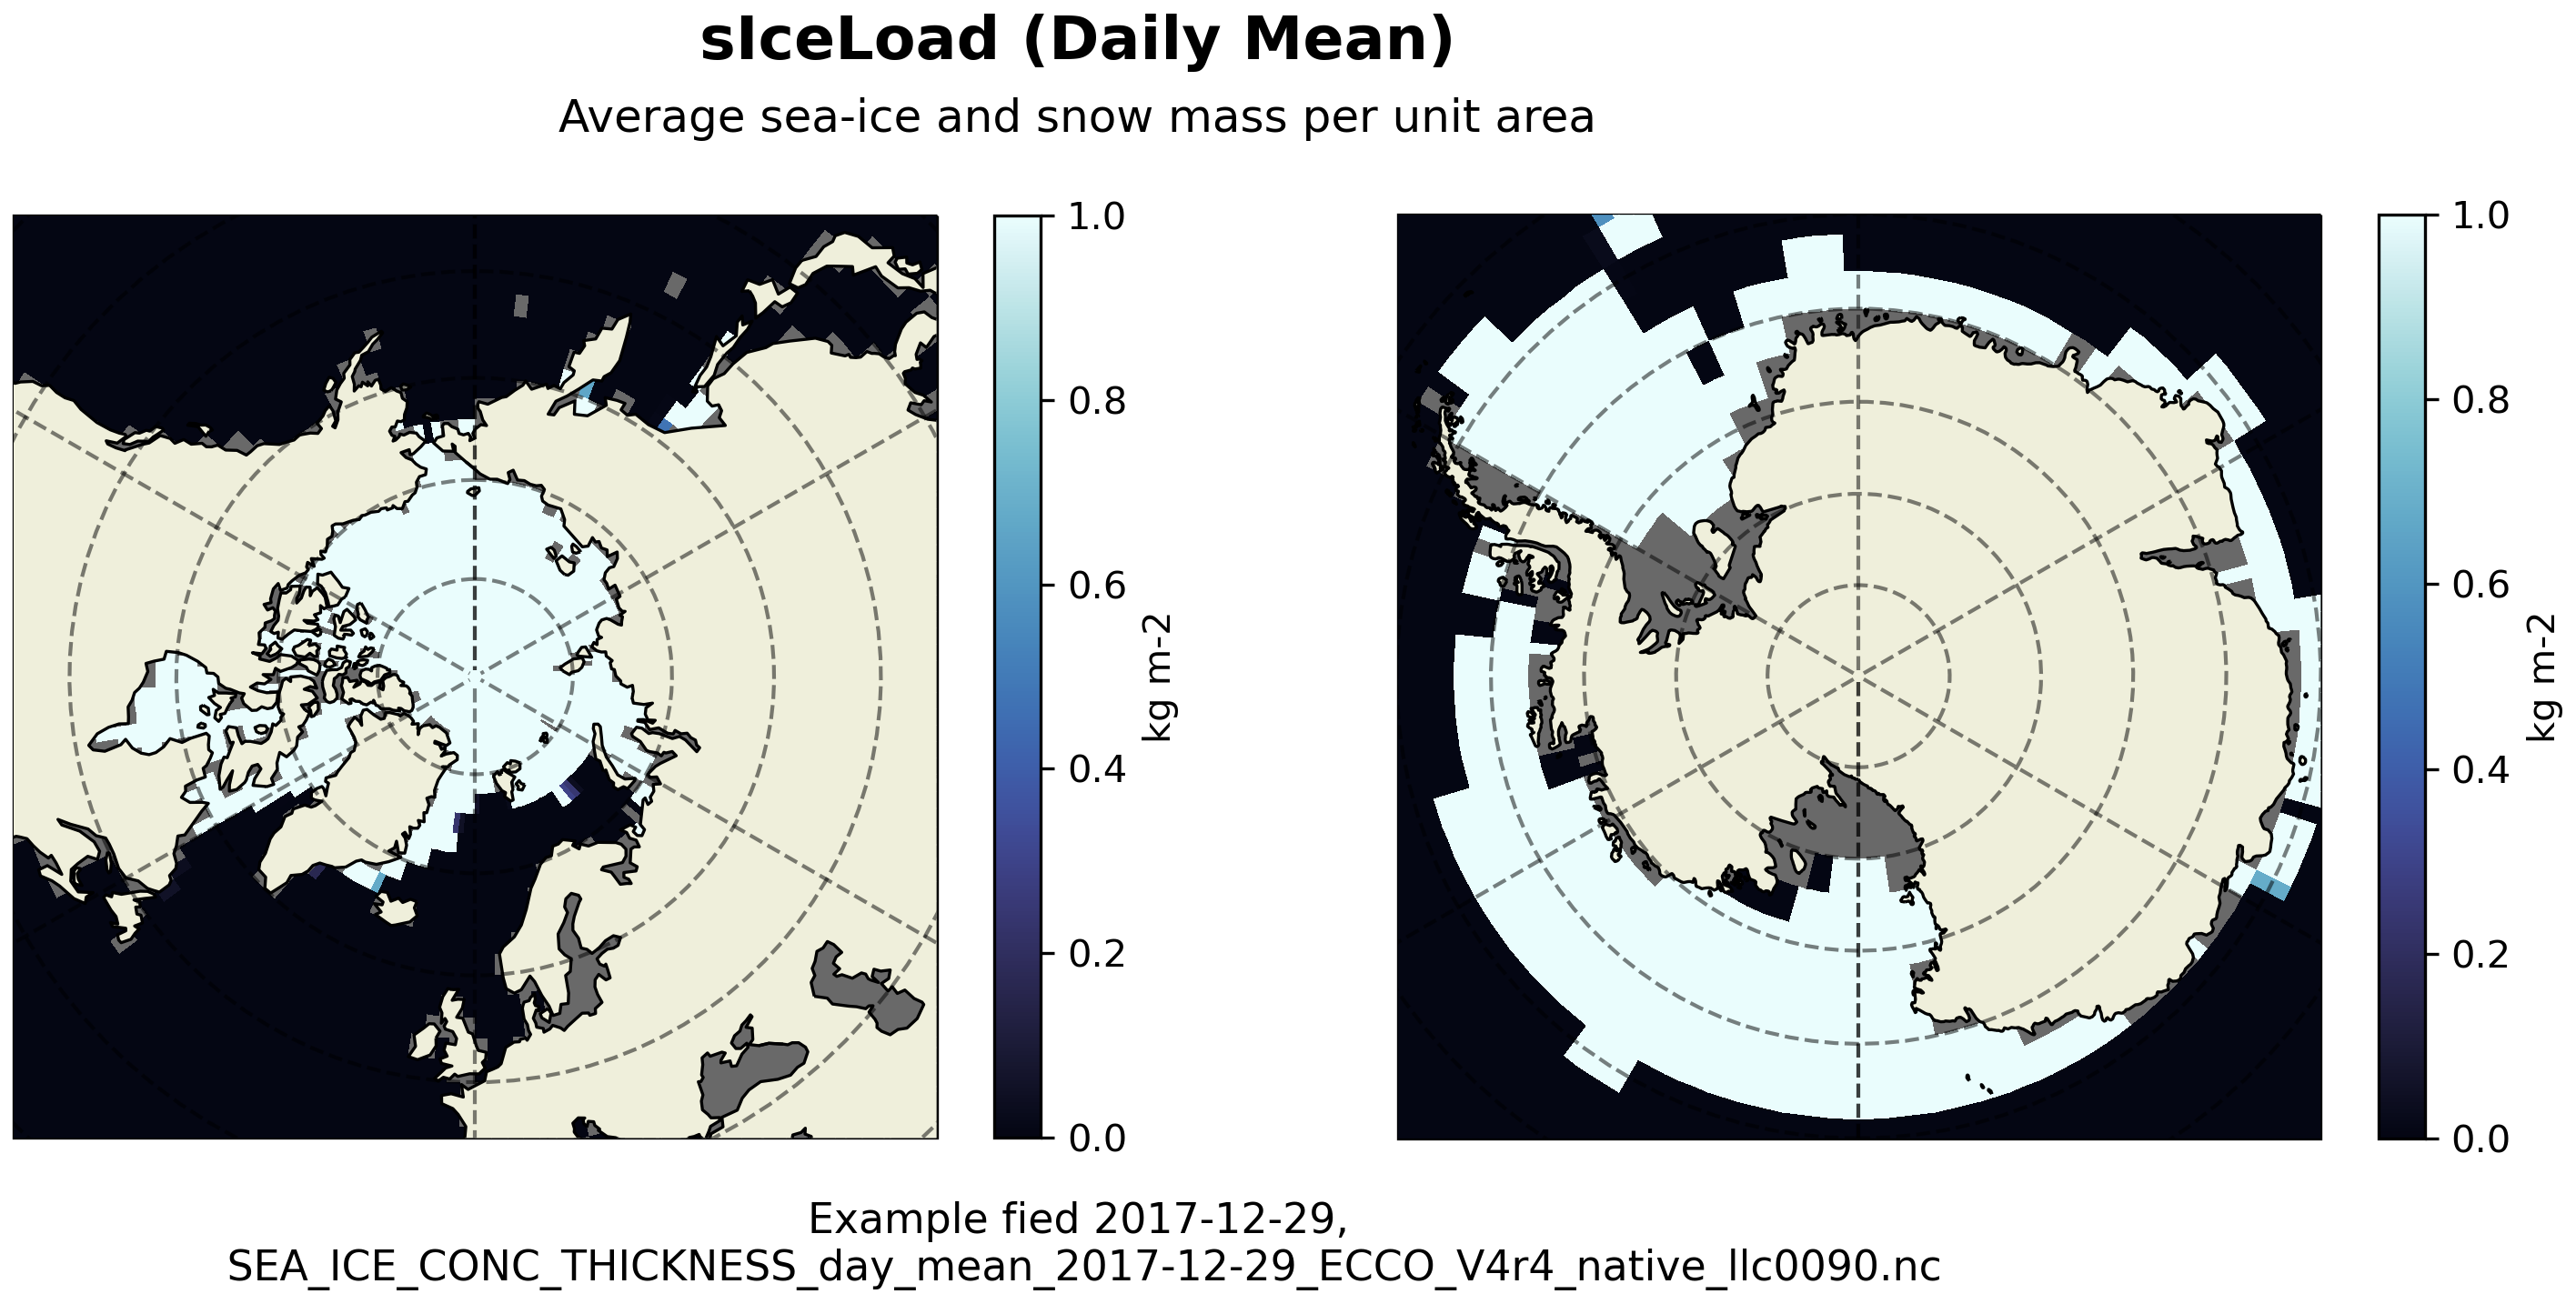 sIceLoad (Daily Mean)
Average sea-ice and snow mass per unit area
1.0
0.8
0.6
0.4
0.2
0.0
kg m-2
1.0
0.8
0.6
0.4
0.2
0.0
kg m-2
Example fied 2017-12-29,
SEA_ICE_CONC_THICKNESS_day_mean_2017-12-29_ECCO_V4r4_native_llc0090.nc